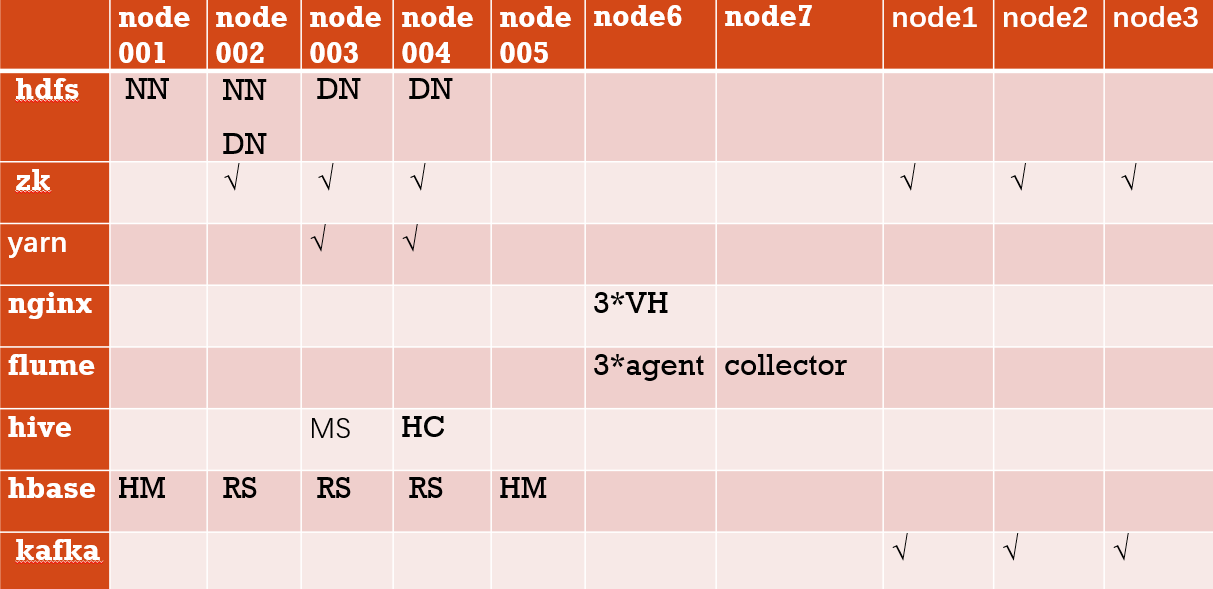 node 001 node 002 node 003 node 004 node 005 node6 node7 node1 node2 node3
hdfs NN NN DN DN DN
zk √ √ √ √ √ √
yarn √ √
nginx 3*VH
flume 3*agent collector
hive MS HC
hbase HM RS RS RS HM
kafka √ √ √